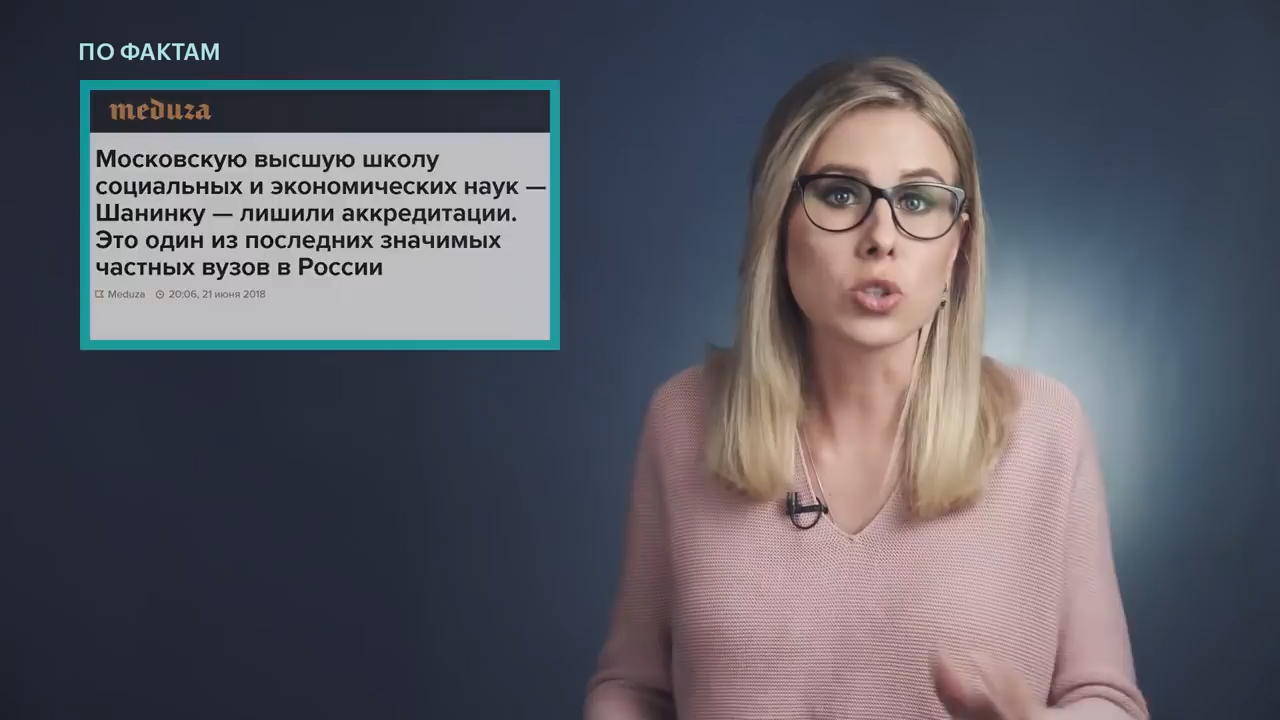 ПО ФАКТАМ
meduza
Московскую высшую школу
социальных и экономических наук —
Шанинку — лишили аккредитации.
Это один из последних значимых
частных вузов в России
Meduza 20:06, 21 июня 2018